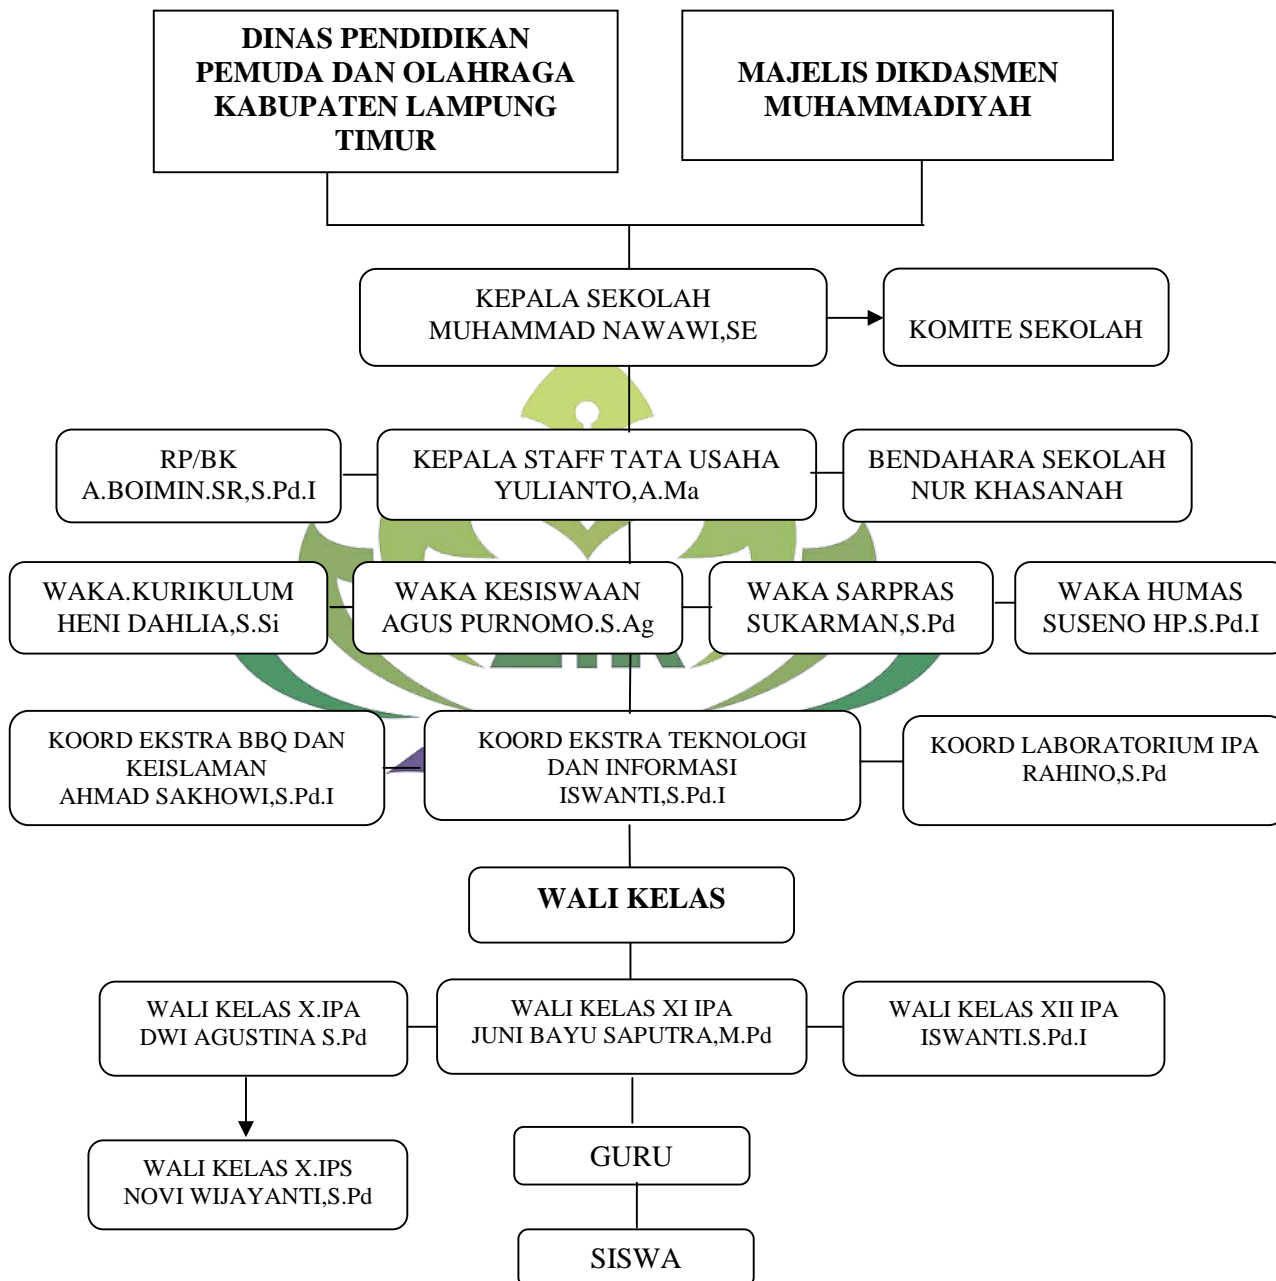 DINAS PENDIDIKAN
PEMUDA DAN OLAHRAGA
KABUPATEN LAMPUNG
TIMUR
MAJELIS DIKDASMEN
MUHAMMADIYAH
KEPALA SEKOLAH
MUHAMMAD NAWAWI,SE
KOMITE SEKOLAH
RP/BK
A.BOIMIN.SR,S.Pd.I
KEPALA STAFF TATA USAHA
YULIANTO,A.Ma
BENDAHARA SEKOLAH
NUR KHASANAH
WAKA.KURIKULUM
HENI DAHLIA,S.Si
WAKA KESISWAAN
AGUS PURNOMO.S.Ag
WAKA SARPRAS
SUKARMAN,S.Pd
WAKA HUMAS
SUSENO HP.S.Pd.I
KOORD EKSTRA BBQ DAN
KEISLAMAN
AHMAD SAKHOWI,S.Pd.I
KOORD EKSTRA TEKNOLOGI
DAN INFORMASI
ISWANTI,S.Pd.I
KOORD LABORATORIUM IPA
RAHINO,S.Pd
WALI KELAS
WALI KELAS X.IPA
DWI AGUSTINA S.Pd
WALI KELAS XI IPA
JUNI BAYU SAPUTRA,M.Pd
WALI KELAS XII IPA
ISWANTI.S.Pd.I
WALI KELAS X.IPS
NOVI WIJAYANTI,S.Pd
GURU
SISWA